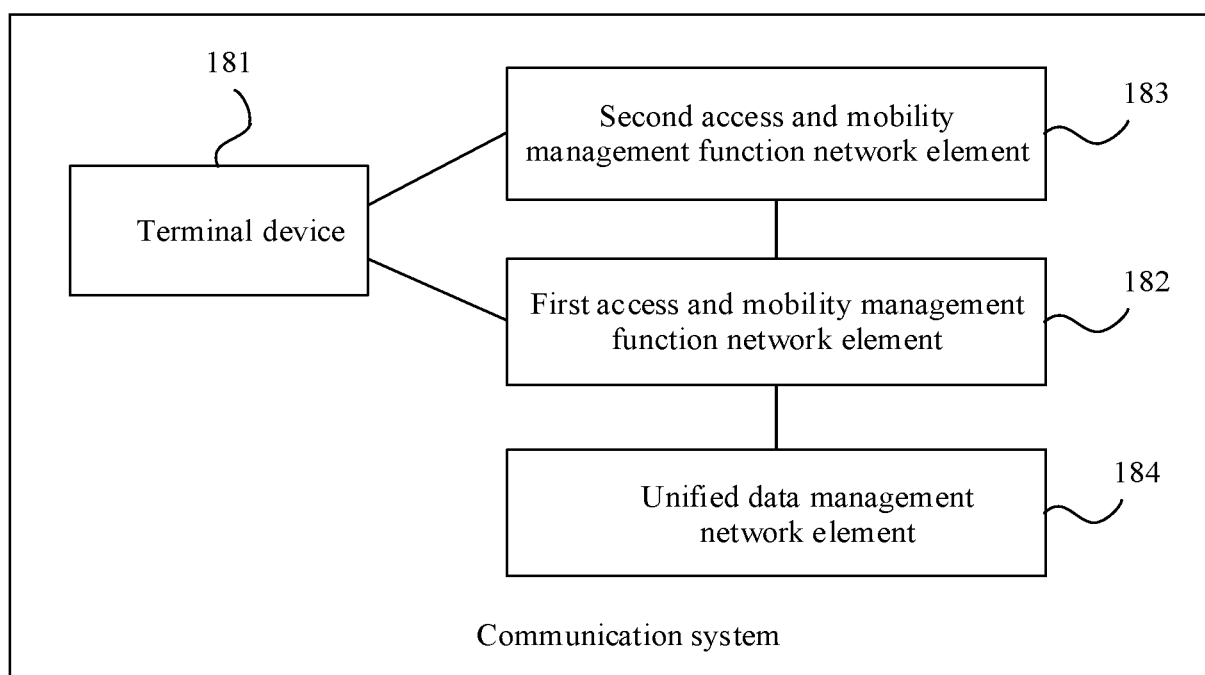 181
Second access and mobility
management function network element
183
Terminal device
First access and mobility management
function network element
182
Unified data management
network element
184
Communication system